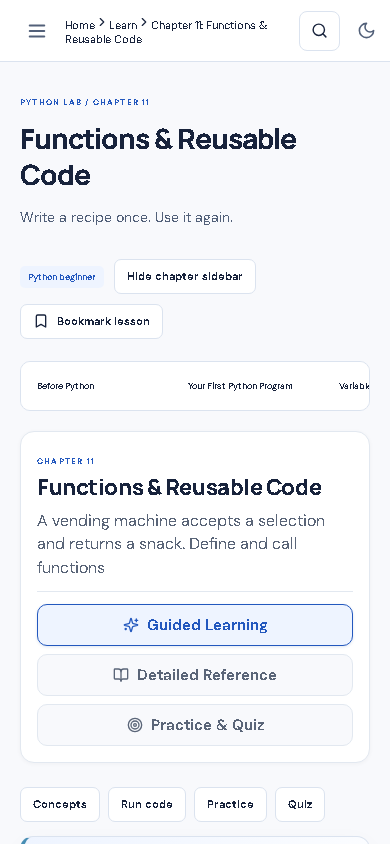 Home > Learn > Chapter 11: Functions &
Reusable Code
PYTHON LAB / CHAPTER 11
Functions & Reusable
Code
Write a recipe once. Use it again.
Python beginner
Hide chapter sidebar
Bookmark lesson
Before Python
Your First Python Program
Variable
CHAPTER 11
Functions & Reusable Code
A vending machine accepts a selection
and returns a snack. Define and call
functions
Guided Learning
Detailed Reference
Practice & Quiz
Concepts
Run code
Practice
Quiz